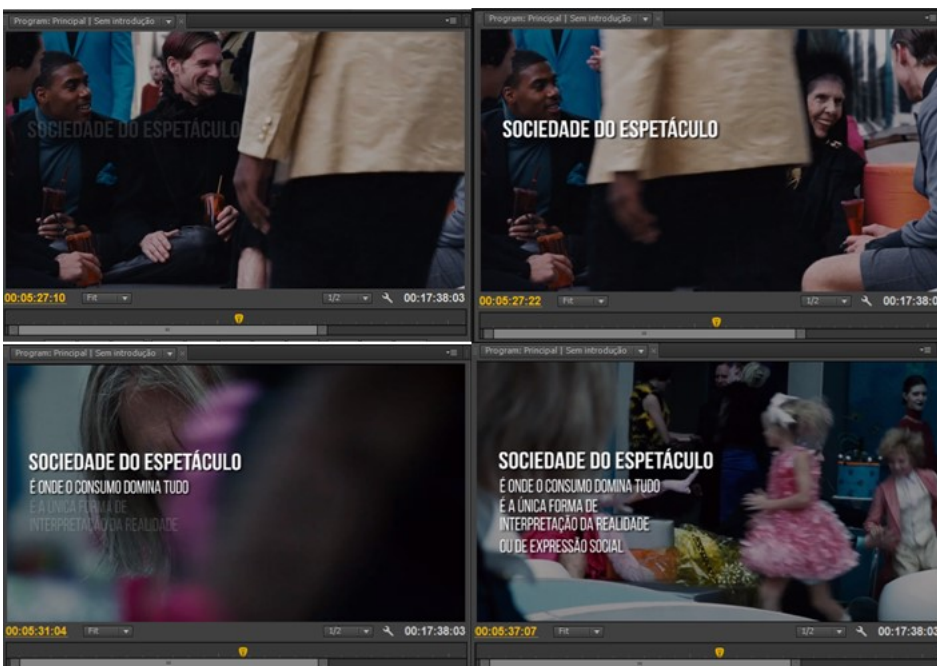 Program: Principal | Sem introdução
SOCIEDADE DO ESPETÁCULO
00:05:27:10 Fit 1/2 00:17:38:03
Program: Principal | Sem introdução
SOCIEDADE DO ESPETÁCULO
00:05:27:22 Fit 1/2 00:17:38:0
Program: Principal | Sem introdução
SOCIEDADE DO ESPETÁCULO
É ONDE O CONSUMO DOMINA TUDO
E A ÚNICA FORMA DE
INTERPRETAÇÃO DA REALIDADE
00:05:31:04 Fit 1/2 00:17:38:03
Program: Principal | Sem introdução
SOCIEDADE DO ESPETÁCULO
É ONDE O CONSUMO DOMINA TUDO
E A ÚNICA FORMA DE
INTERPRETAÇÃO DA REALIDADE
OU DE EXPRESSÃO SOCIAL
00:05:37:07 Fit 1/2 00:17:38:03